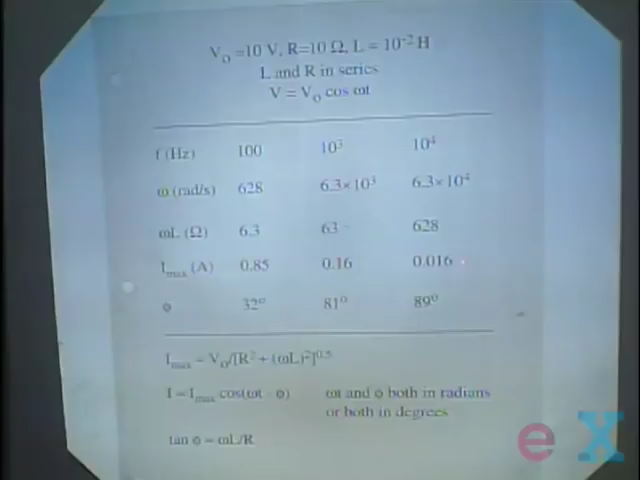 V₀ =10 V, R=10 Ω, L = 10⁻² H
L and R in series
V = V₀ cos ωt
f (Hz) 100 10³ 10⁴
ω (rad/s) 628 6.3×10³ 6.3×10⁴
ωL (Ω) 6.3 63 628
Iₘₐₓ (A) 0.85 0.16 0.016
φ 32° 81° 89°
Iₘₐₓ = V₀/[R² + (ωL)²]⁰·⁵
I = Iₘₐₓ cos(ωt - φ) ωt and φ both in radians
or both in degrees
tan φ = ωL/R
e X